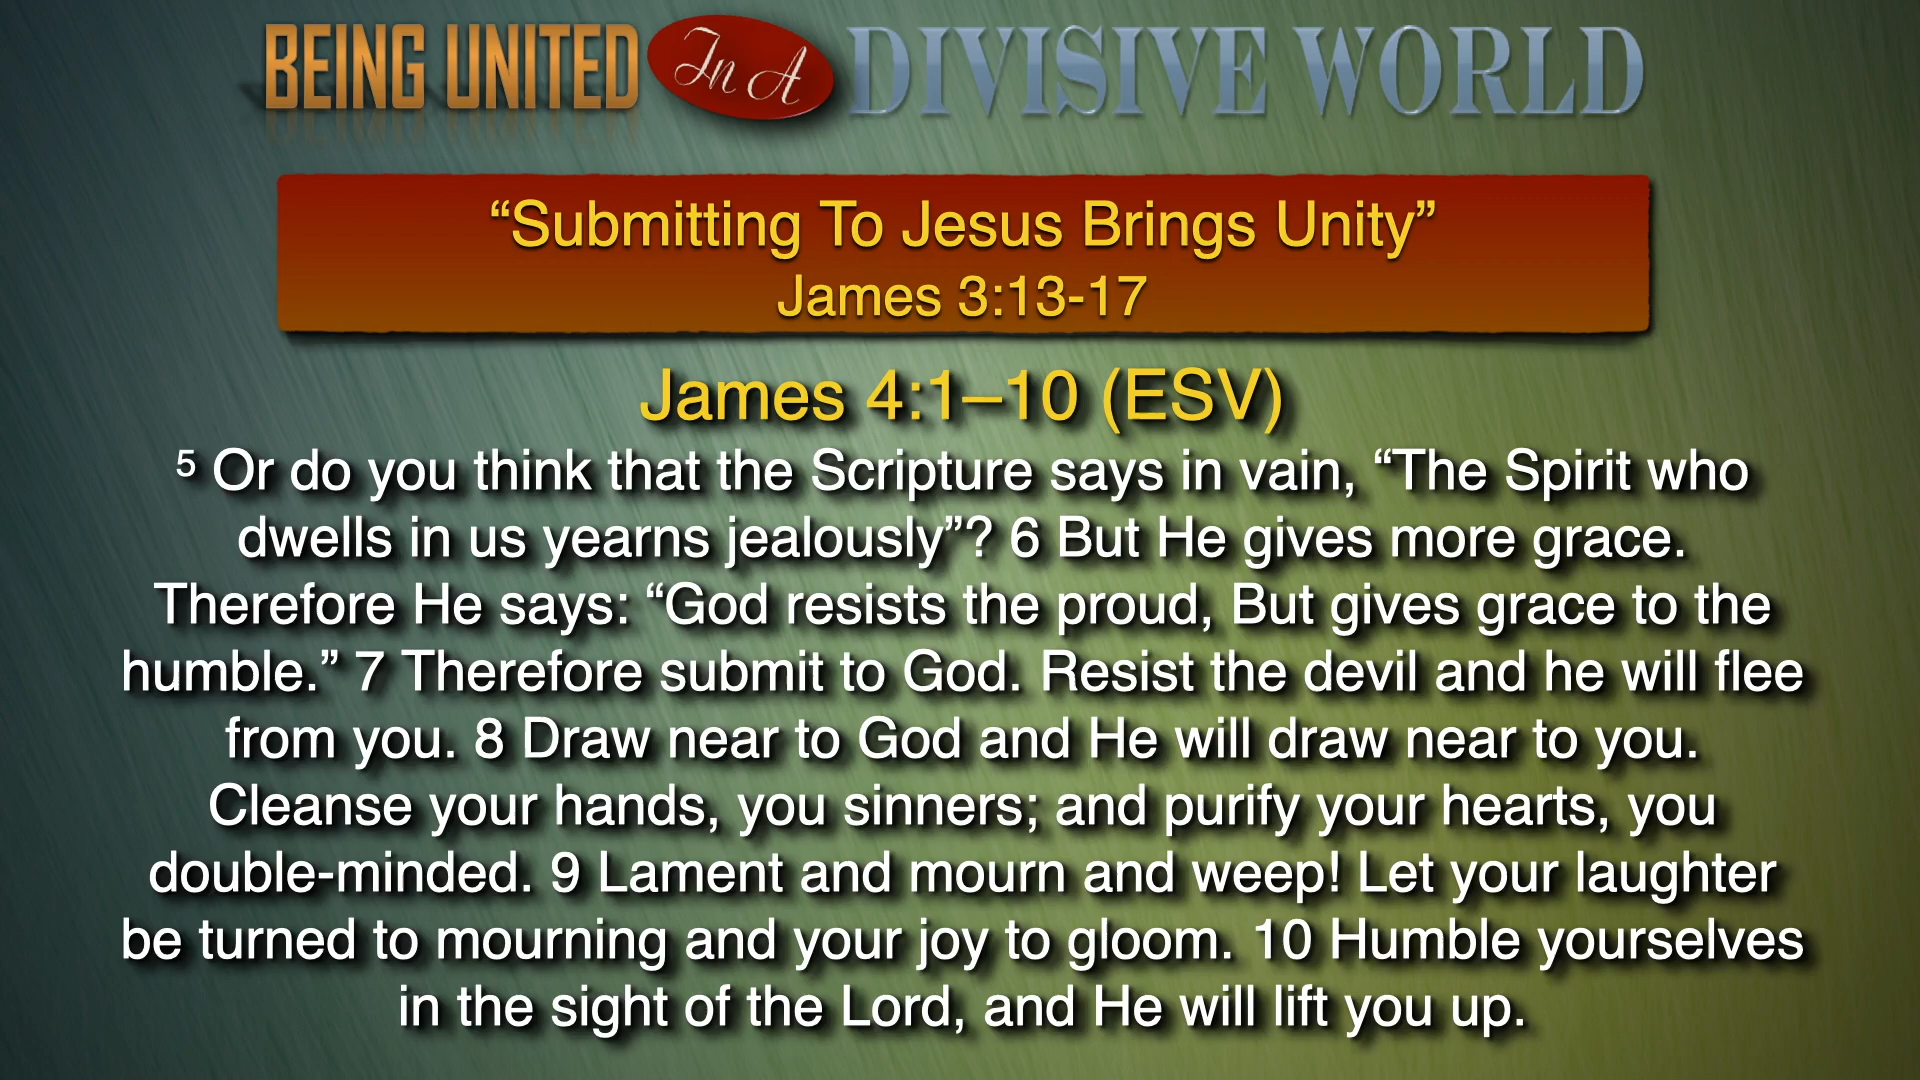 BEING UNITED In A DIVISIVE WORLD
“Submitting To Jesus Brings Unity”
James 3:13-17
James 4:1–10 (ESV)
⁵ Or do you think that the Scripture says in vain, “The Spirit who
dwells in us yearns jealously”? 6 But He gives more grace.
Therefore He says: “God resists the proud, But gives grace to the
humble.” 7 Therefore submit to God. Resist the devil and he will flee
from you. 8 Draw near to God and He will draw near to you.
Cleanse your hands, you sinners; and purify your hearts, you
double-minded. 9 Lament and mourn and weep! Let your laughter
be turned to mourning and your joy to gloom. 10 Humble yourselves
in the sight of the Lord, and He will lift you up.